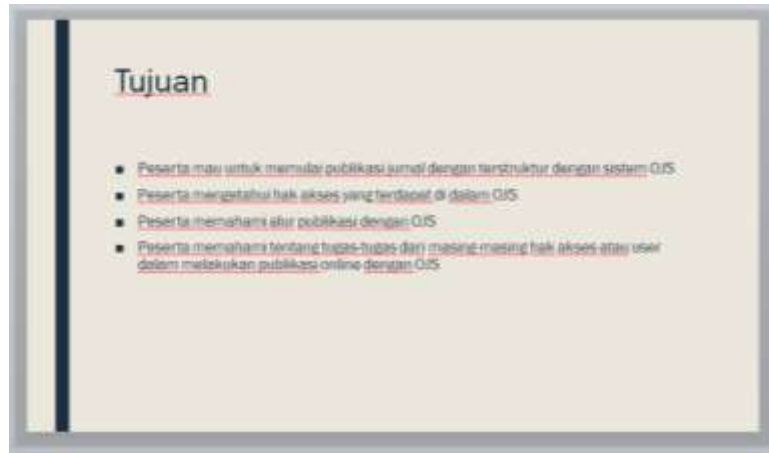 Tujuan
Peserta mau untuk memulai publikasi jurnal dengan terstruktur dengan sistem OJS
Peserta mengetahui hak akses yang terdapat di dalam OJS
Peserta memahami alur publikasi dengan OJS
Peserta memahami tentang tugas-tugas dari masing masing hak akses atau user
dalam melakukan publikasi online dengan OJS